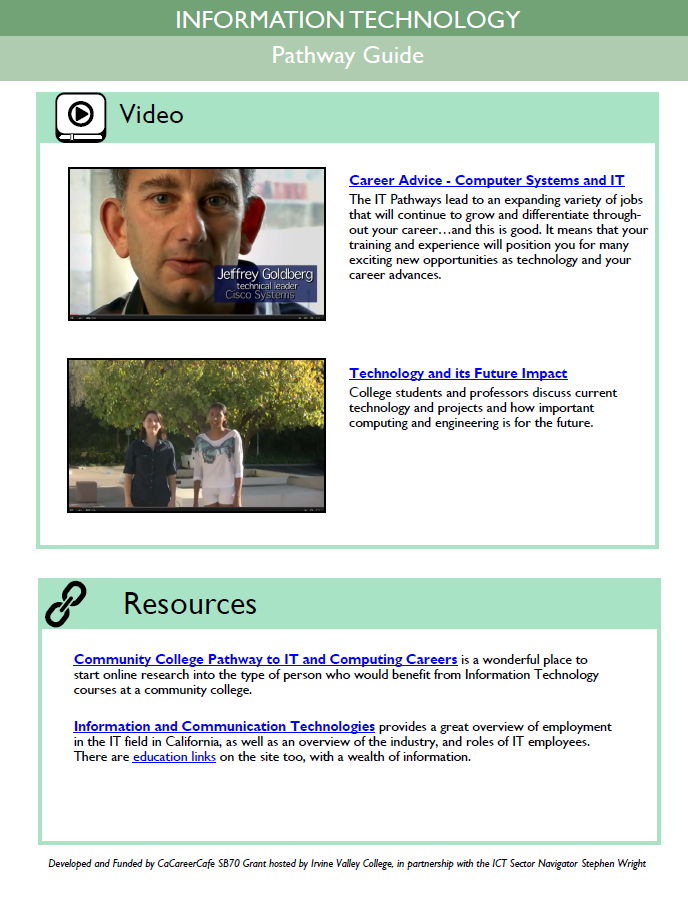 INFORMATION TECHNOLOGY
Pathway Guide
Video
Jeffrey Goldberg
technical leader
Cisco Systems
Career Advice - Computer Systems and IT
The IT Pathways lead to an expanding variety of jobs
that will continue to grow and differentiate through-
out your career…and this is good. It means that your
training and experience will position you for many
exciting new opportunities as technology and your
career advances.
Technology and its Future Impact
College students and professors discuss current
technology and projects and how important
computing and engineering is for the future.
Resources
Community College Pathway to IT and Computing Careers is a wonderful place to
start online research into the type of person who would benefit from Information Technology
courses at a community college.
Information and Communication Technologies provides a great overview of employment
in the IT field in California, as well as an overview of the industry, and roles of IT employees.
There are education links on the site too, with a wealth of information.
Developed and Funded by CaCareerCafe SB70 Grant hosted by Irvine Valley College, in partnership with the ICT Sector Navigator Stephen Wright